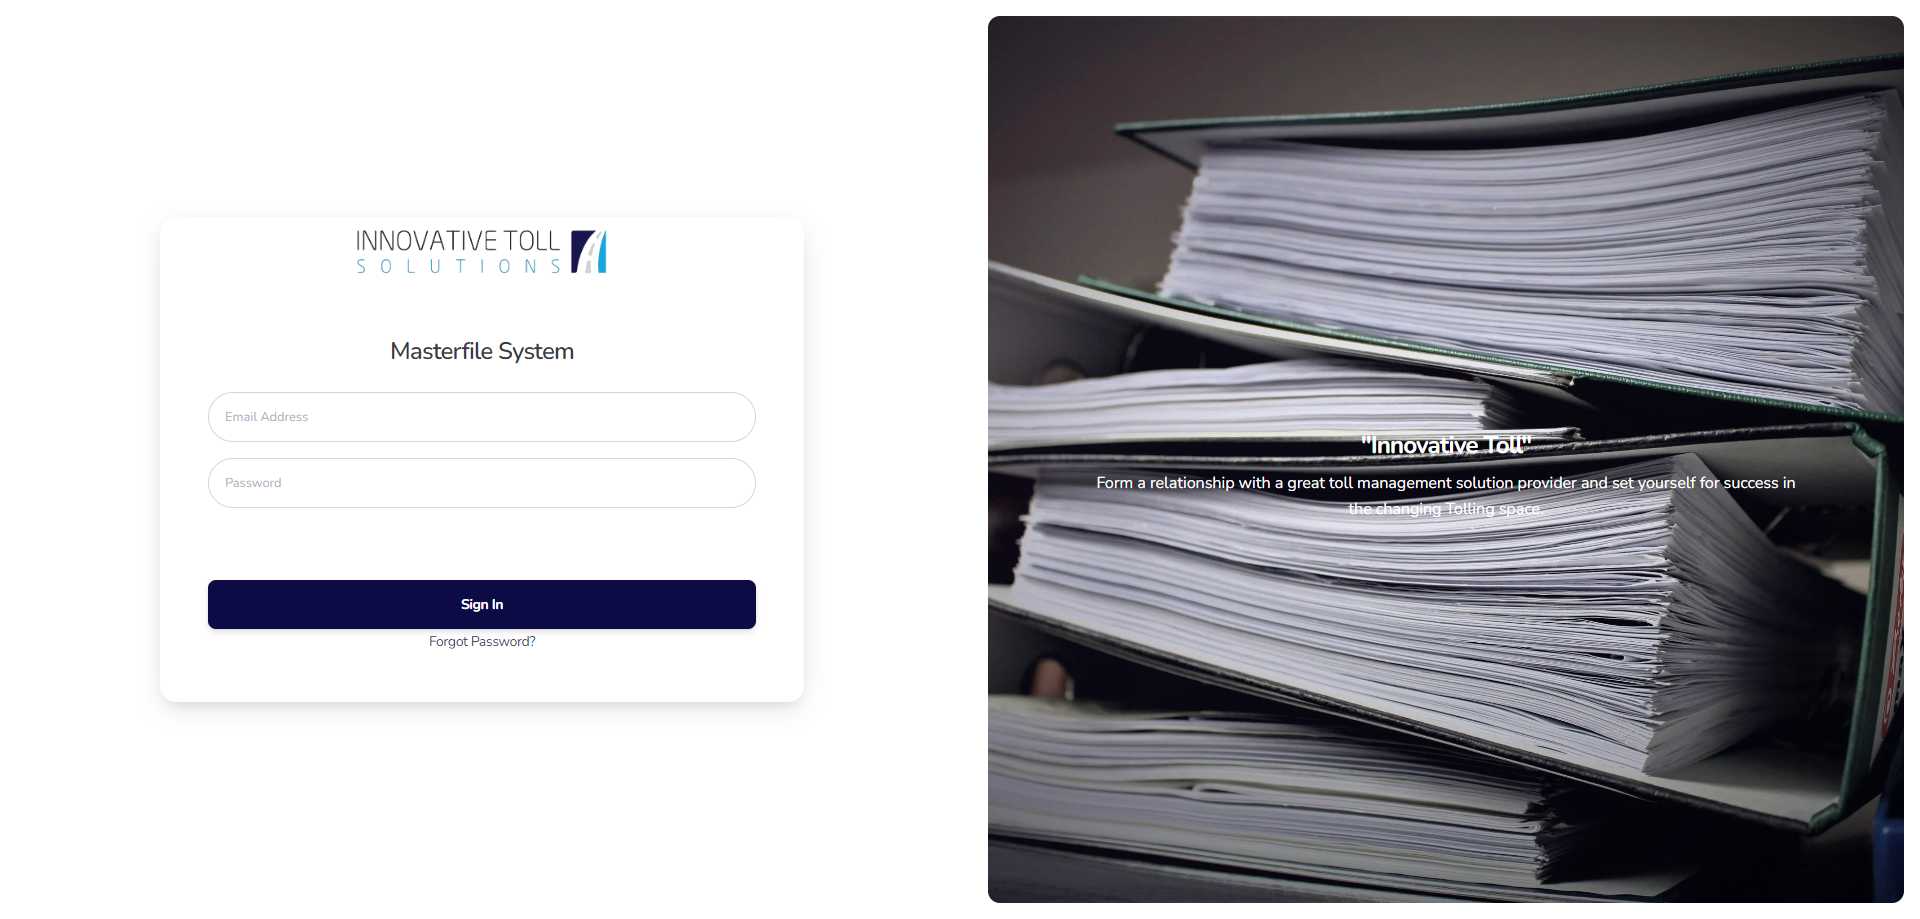 INNOVATIVE TOLL
SOLUTIONS
Masterfile System
Email Address
Password
Sign In
Forgot Password?
"Innovative Toll"
Form a relationship with a great toll management solution provider and set yourself for success in
the changing Tolling space.